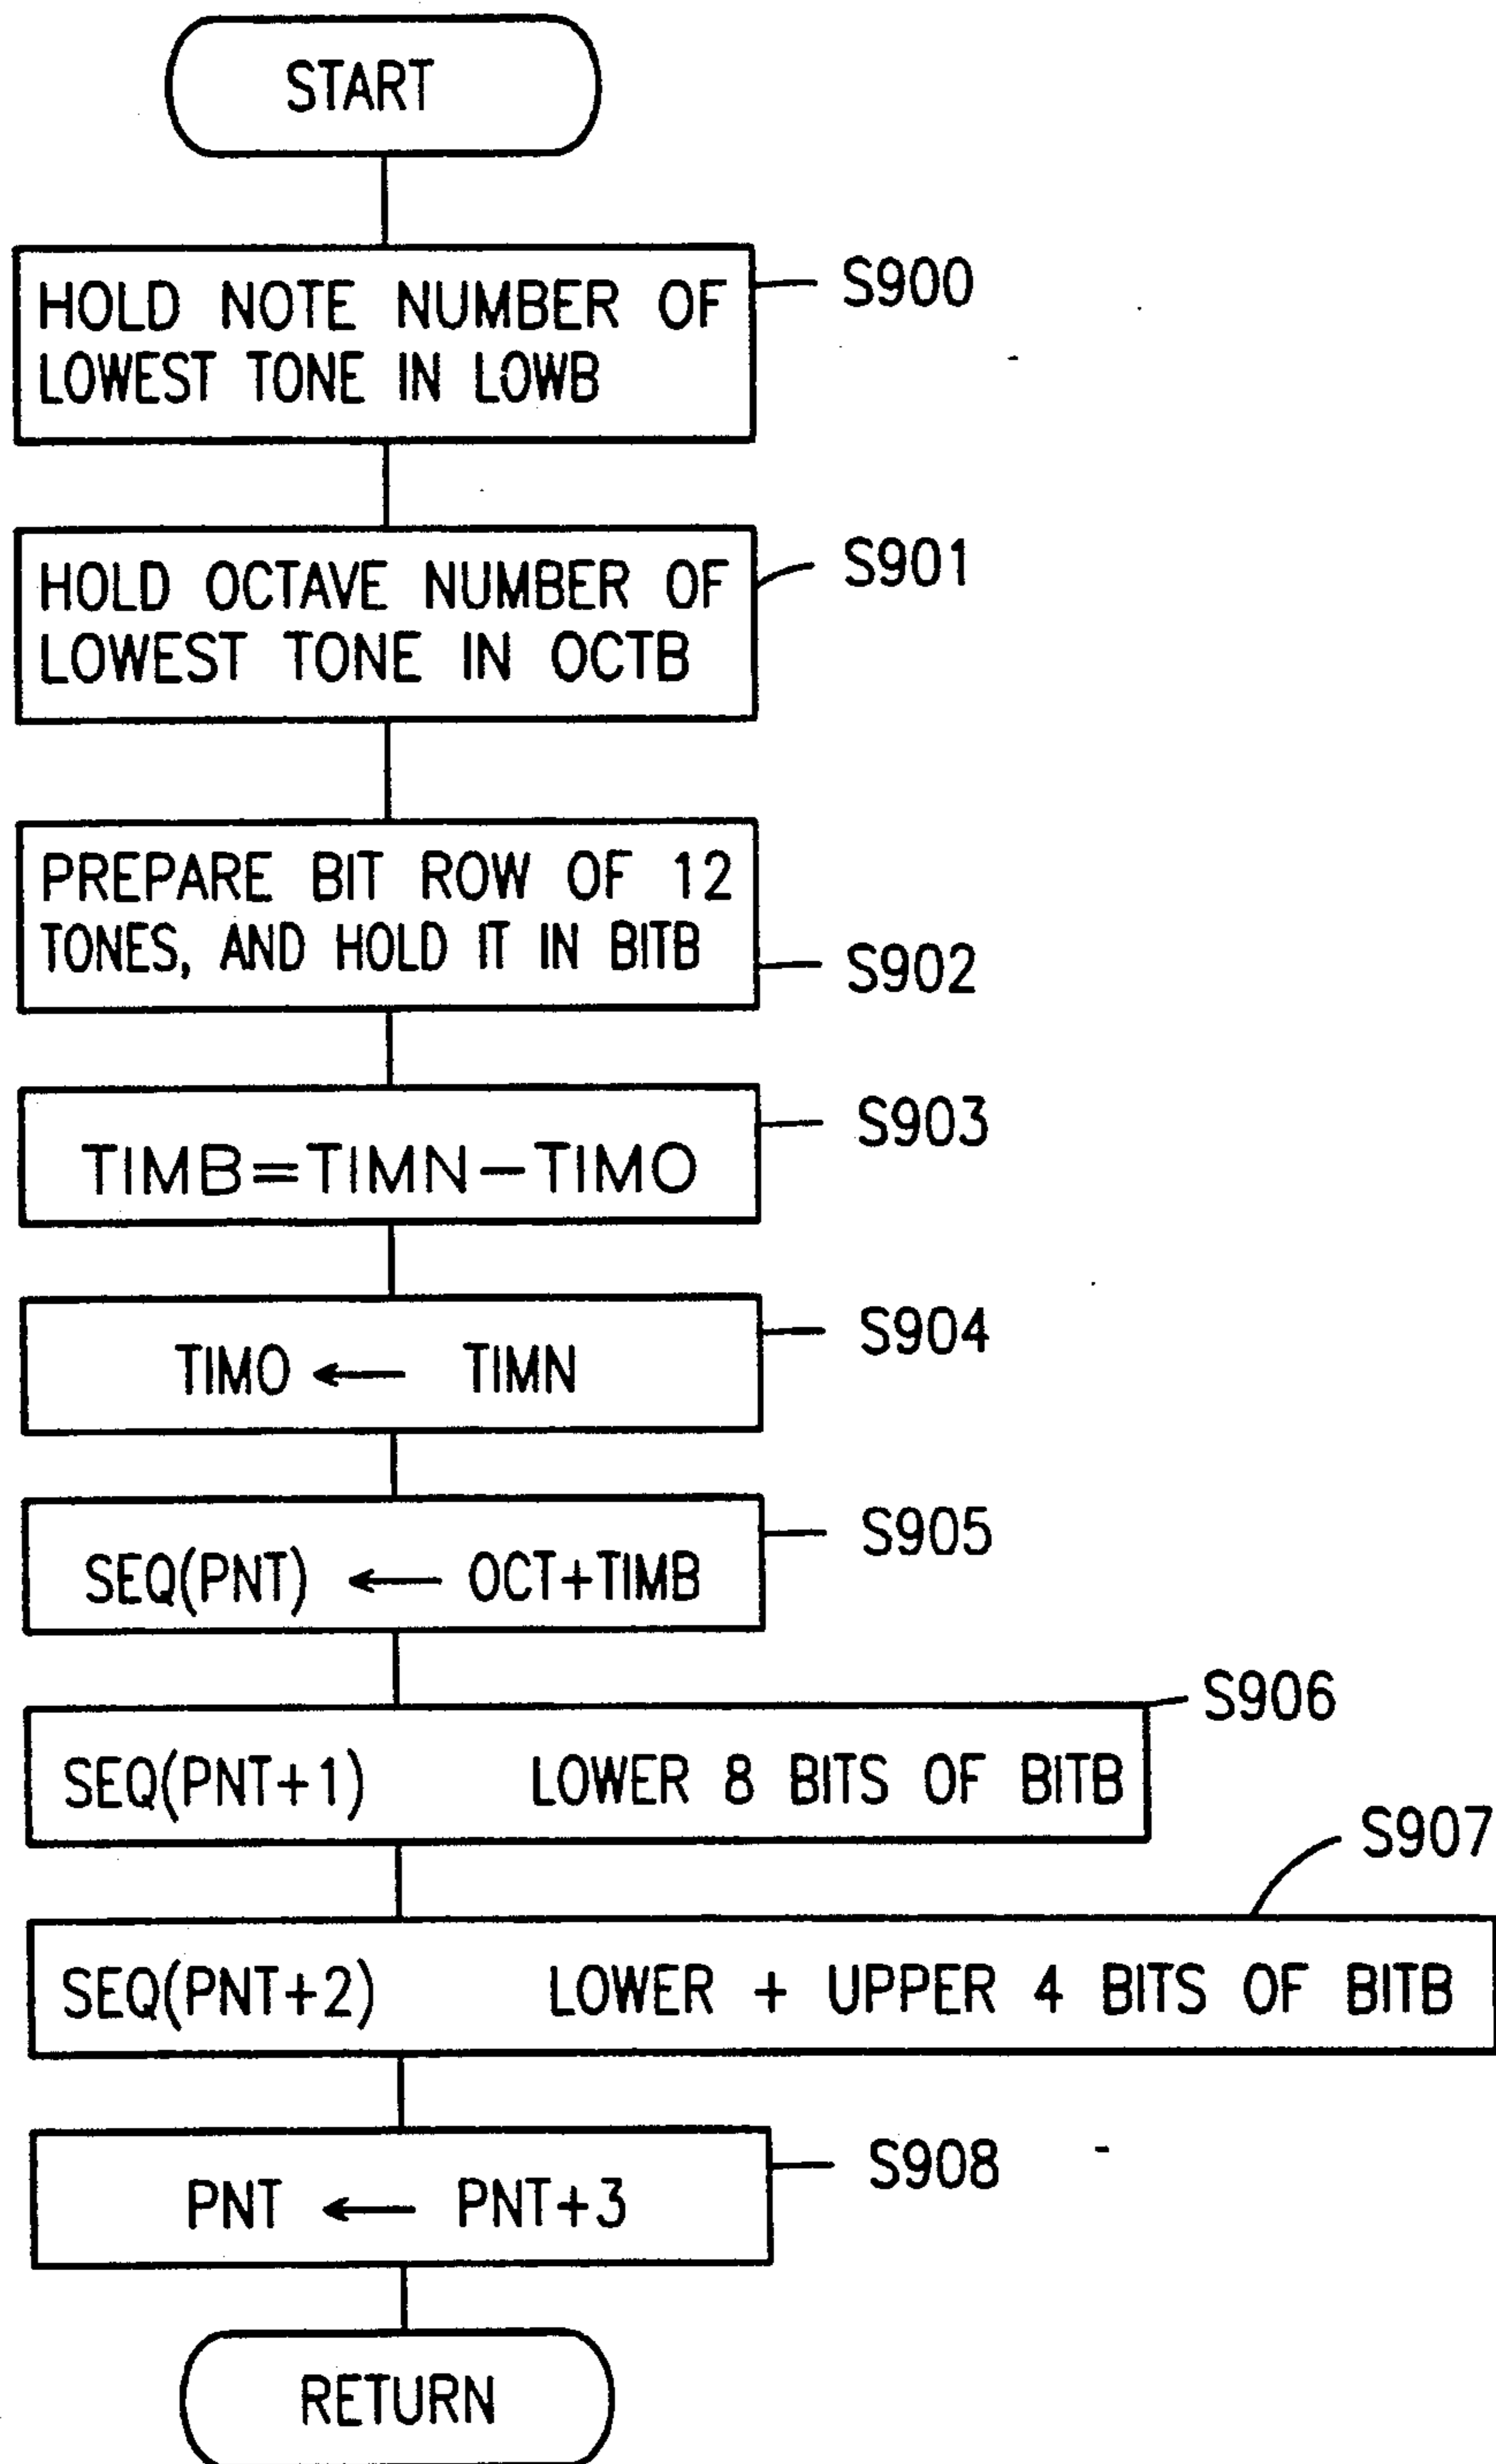 START
HOLD NOTE NUMBER OF
LOWEST TONE IN LOWB
S900
HOLD OCTAVE NUMBER OF
LOWEST TONE IN OCTB
S901
PREPARE BIT ROW OF 12
TONES, AND HOLD IT IN BITB
S902
TIMB=TIMN-TIMO
S903
TIMO ← TIMN
S904
SEQ(PNT) ← OCT+TIMB
S905
SEQ(PNT+1) LOWER 8 BITS OF BITB
S906
SEQ(PNT+2) LOWER + UPPER 4 BITS OF BITB
S907
PNT ← PNT+3
S908
RETURN